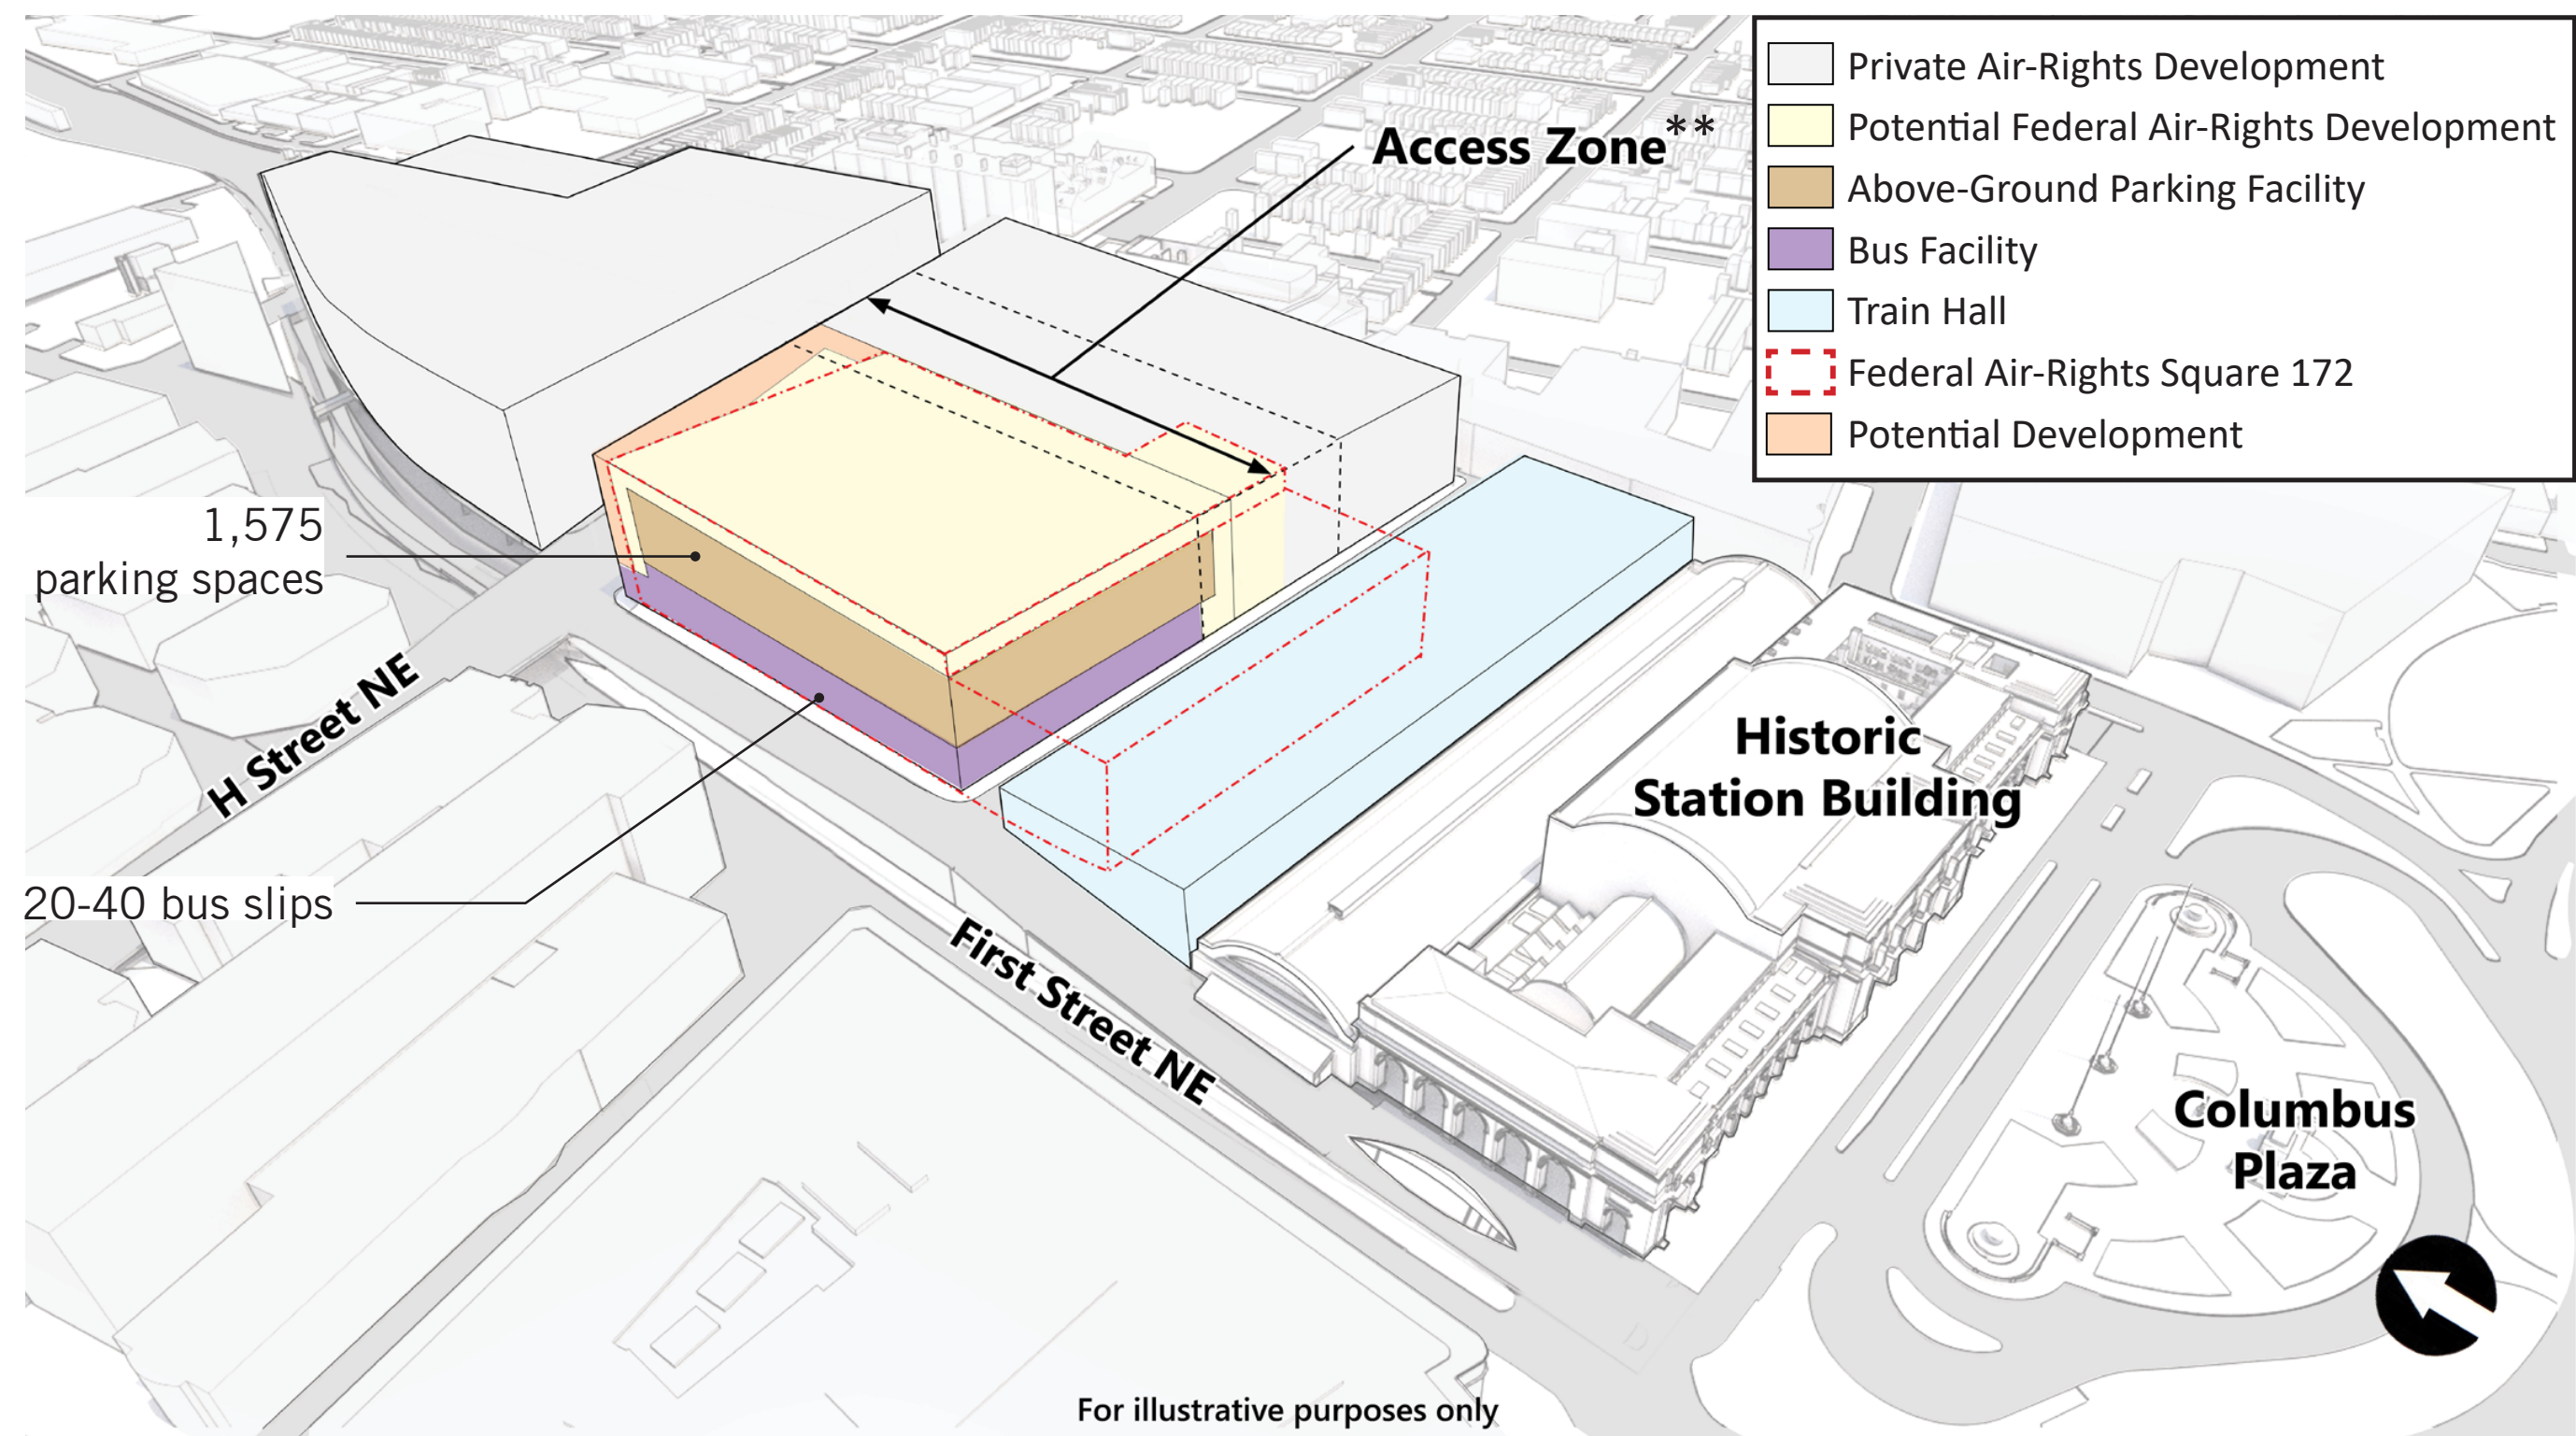 Private Air-Rights Development
Potential Federal Air-Rights Development
Above-Ground Parking Facility
Bus Facility
Train Hall
Federal Air-Rights Square 172
Potential Development
Access Zone**
1,575
parking spaces
H Street NE
20-40 bus slips
First Street NE
Historic
Station Building
Columbus
Plaza
For illustrative purposes only